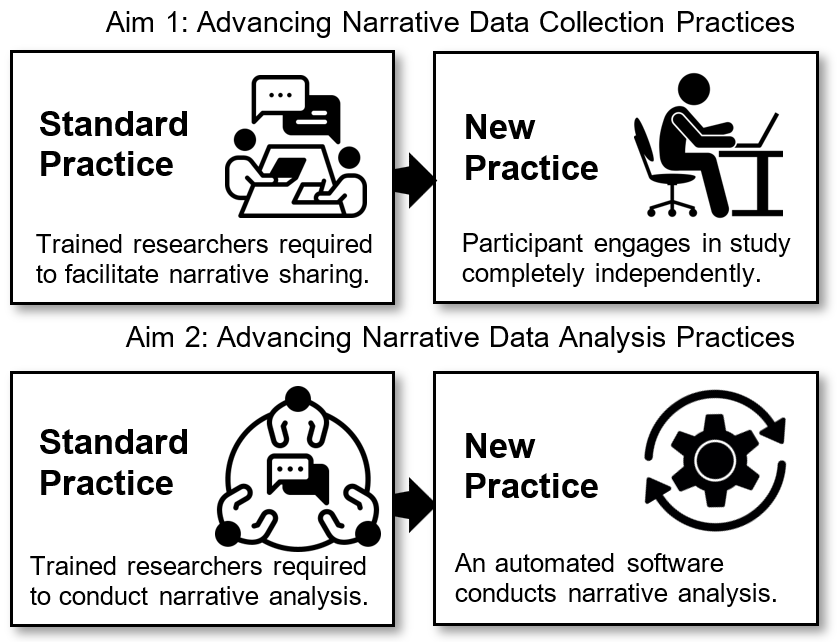 Aim 1: Advancing Narrative Data Collection Practices
Standard
Practice
Trained researchers required
to facilitate narrative sharing.
New
Practice
Participant engages in study
completely independently.
Aim 2: Advancing Narrative Data Analysis Practices
Standard
Practice
Trained researchers required
to conduct narrative analysis.
New
Practice
An automated software
conducts narrative analysis.